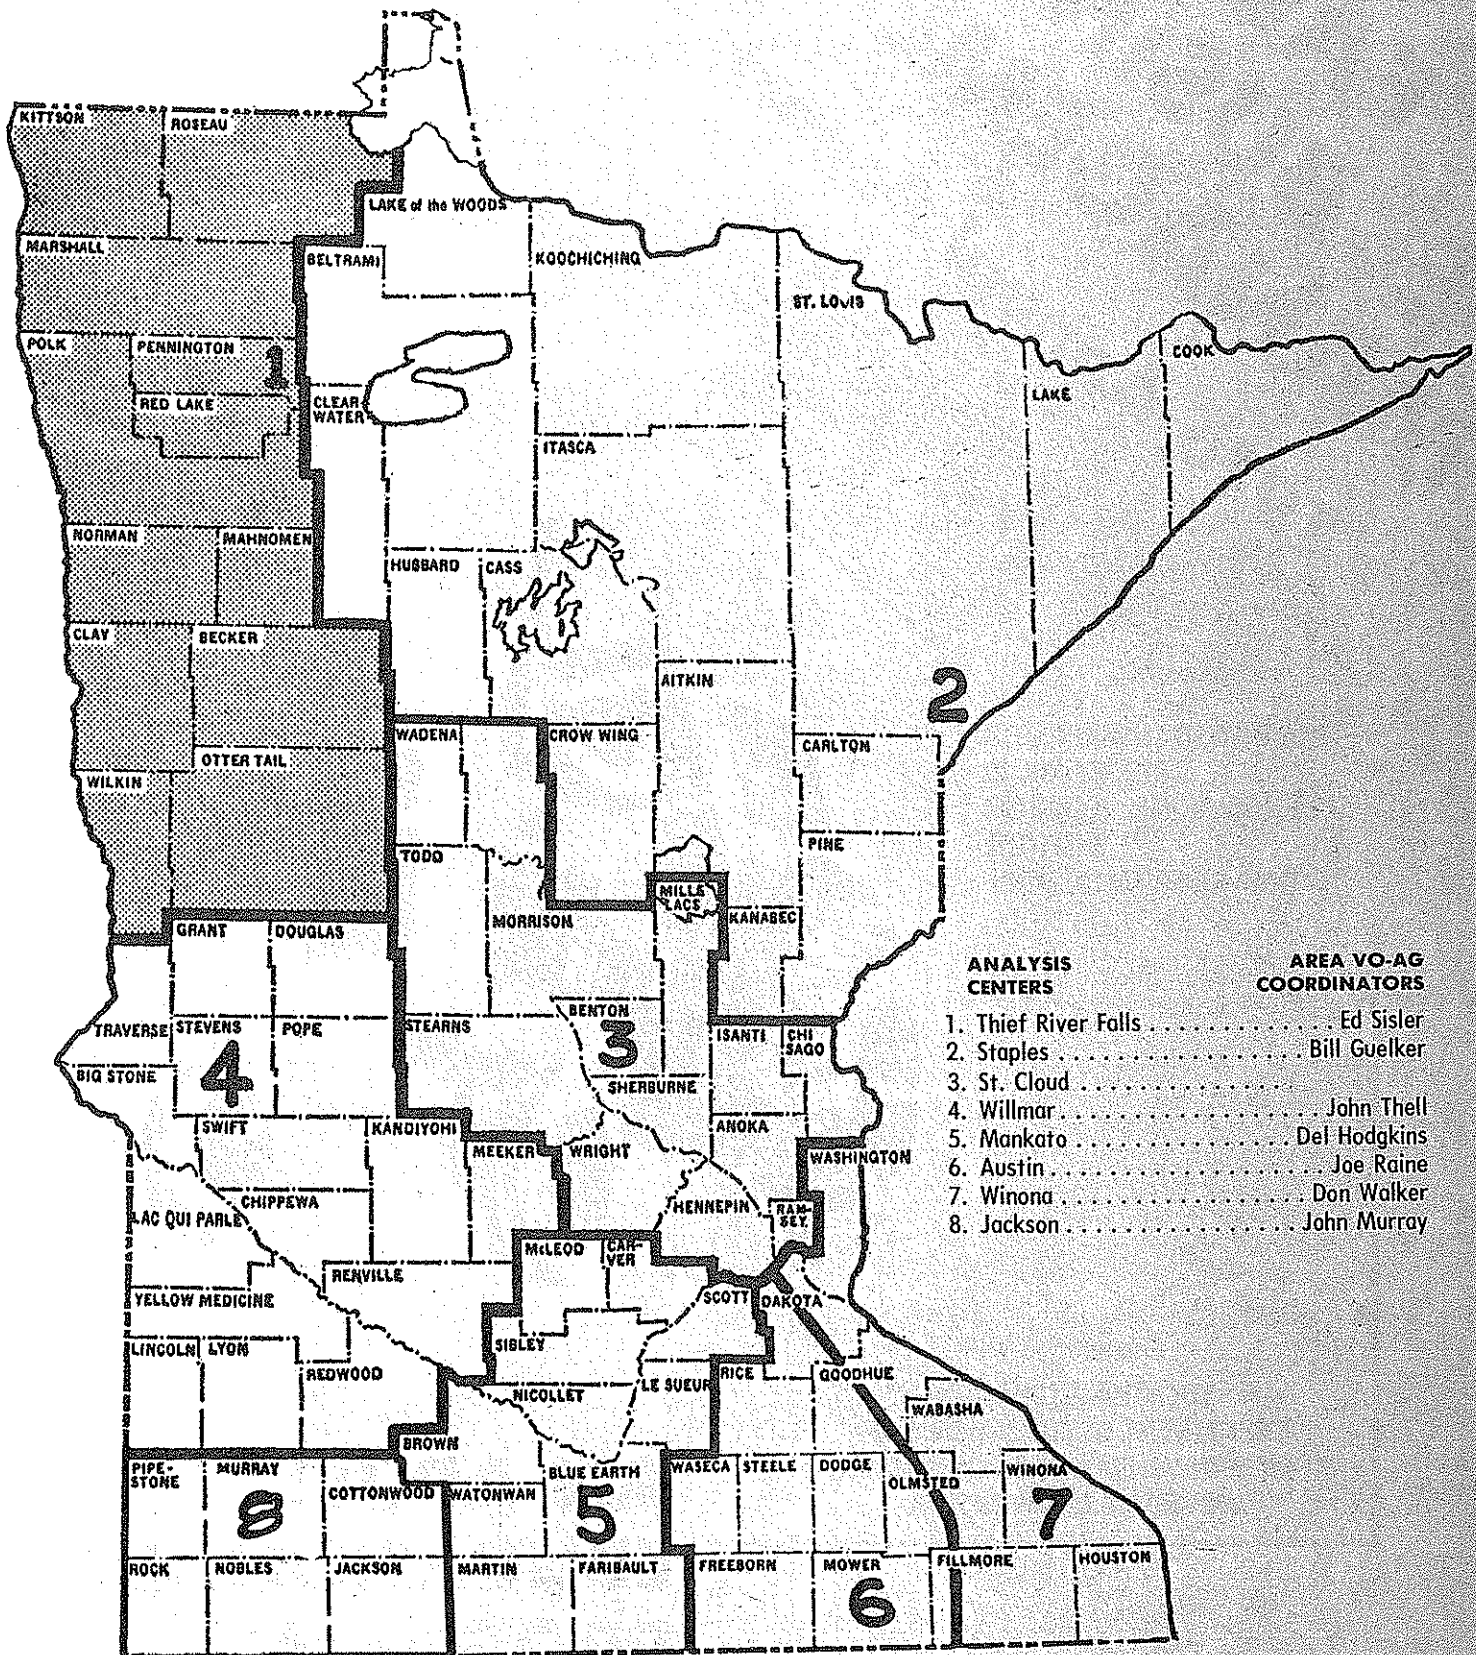 KITTSON
ROSEAU
LAKE of the WOODS
MARSHALL
BELTRAMI
KOOCHICHING
ST. LOUIS
POLK
PENNINGTON
1
COOK
RED LAKE
CLEAR-
WATER
LAKE
ITASCA
NORMAN
MAHNOMEN
HUBBARD
CASS
CLAY
BECKER
AITKIN
2
WADENA
CROW WING
CARLTON
OTTER TAIL
WILKIN
TODD
PINE
MILLE
LACS
MORRISON
KANABEC
GRANT
DOUGLAS
TRAVERSE
STEVENS
POPE
STEARNS
BENTON
3
ISANTI
CHI
SAGO
BIG STONE
4
SHERBURNE
SWIFT
KANDIYOHI
ANOKA
MEEKER
WRIGHT
WASHINGTON
CHIPPEWA
HENNEPIN
RAM-
SEY
LAC QUI PARLE
McLEOD
CAR-
VER
RENVILLE
SCOTT
DAKOTA
YELLOW MEDICINE
LINCOLN
LYON
SIBLEY
REDWOOD
NICOLLET
LE SUEUR
RICE
GOODHUE
WABASHA
BROWN
PIPE-
STONE
MURRAY
BLUE EARTH
WASECA
STEELE
DODGE
OLMSTED
WINONA
COTTONWOOD
WATONWAN
8
5
7
ROCK
NOBLES
JACKSON
MARTIN
FARIBAULT
FREEBORN
MOWER
FILLMORE
HOUSTON
6
ANALYSIS
CENTERS
AREA VO-AG
COORDINATORS
1. Thief River Falls . . . . . . . . . . . . . Ed Sisler
2. Staples . . . . . . . . . . . . . . . . . . Bill Guelker
3. St. Cloud . . . . . . . . . . . . . . .
4. Willmar . . . . . . . . . . . . . . . . . . John Thell
5. Mankato . . . . . . . . . . . . . . . . Del Hodgkins
6. Austin . . . . . . . . . . . . . . . . . . . Joe Raine
7. Winona . . . . . . . . . . . . . . . . . . Don Walker
8. Jackson . . . . . . . . . . . . . . . . . John Murray